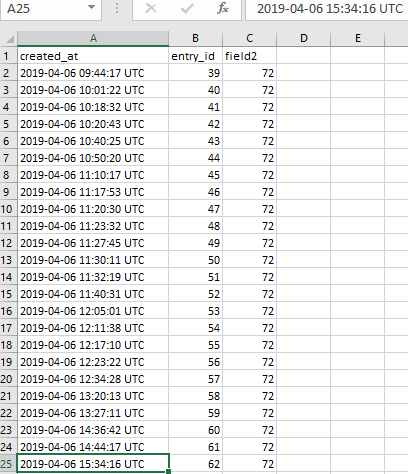 A25 fx 2019-04-06 15:34:16 UTC
A B C D E
1 created_at entry_id field2
2 2019-04-06 09:44:17 UTC 39 72
3 2019-04-06 10:01:22 UTC 40 72
4 2019-04-06 10:18:32 UTC 41 72
5 2019-04-06 10:20:43 UTC 42 72
6 2019-04-06 10:40:25 UTC 43 72
7 2019-04-06 10:50:20 UTC 44 72
8 2019-04-06 11:10:17 UTC 45 72
9 2019-04-06 11:17:53 UTC 46 72
10 2019-04-06 11:20:30 UTC 47 72
11 2019-04-06 11:23:32 UTC 48 72
12 2019-04-06 11:27:45 UTC 49 72
13 2019-04-06 11:30:11 UTC 50 72
14 2019-04-06 11:32:19 UTC 51 72
15 2019-04-06 11:40:31 UTC 52 72
16 2019-04-06 12:05:01 UTC 53 72
17 2019-04-06 12:11:38 UTC 54 72
18 2019-04-06 12:17:10 UTC 55 72
19 2019-04-06 12:23:22 UTC 56 72
20 2019-04-06 12:34:28 UTC 57 72
21 2019-04-06 13:20:13 UTC 58 72
22 2019-04-06 13:27:11 UTC 59 72
23 2019-04-06 14:36:42 UTC 60 72
24 2019-04-06 14:44:17 UTC 61 72
25 2019-04-06 15:34:16 UTC 62 72